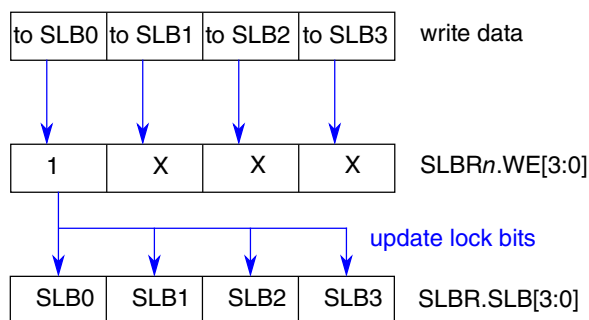 to SLB0 to SLB1 to SLB2 to SLB3 write data
1 X X X SLBRn.WE[3:0]
update lock bits
SLB0 SLB1 SLB2 SLB3 SLBR.SLB[3:0]